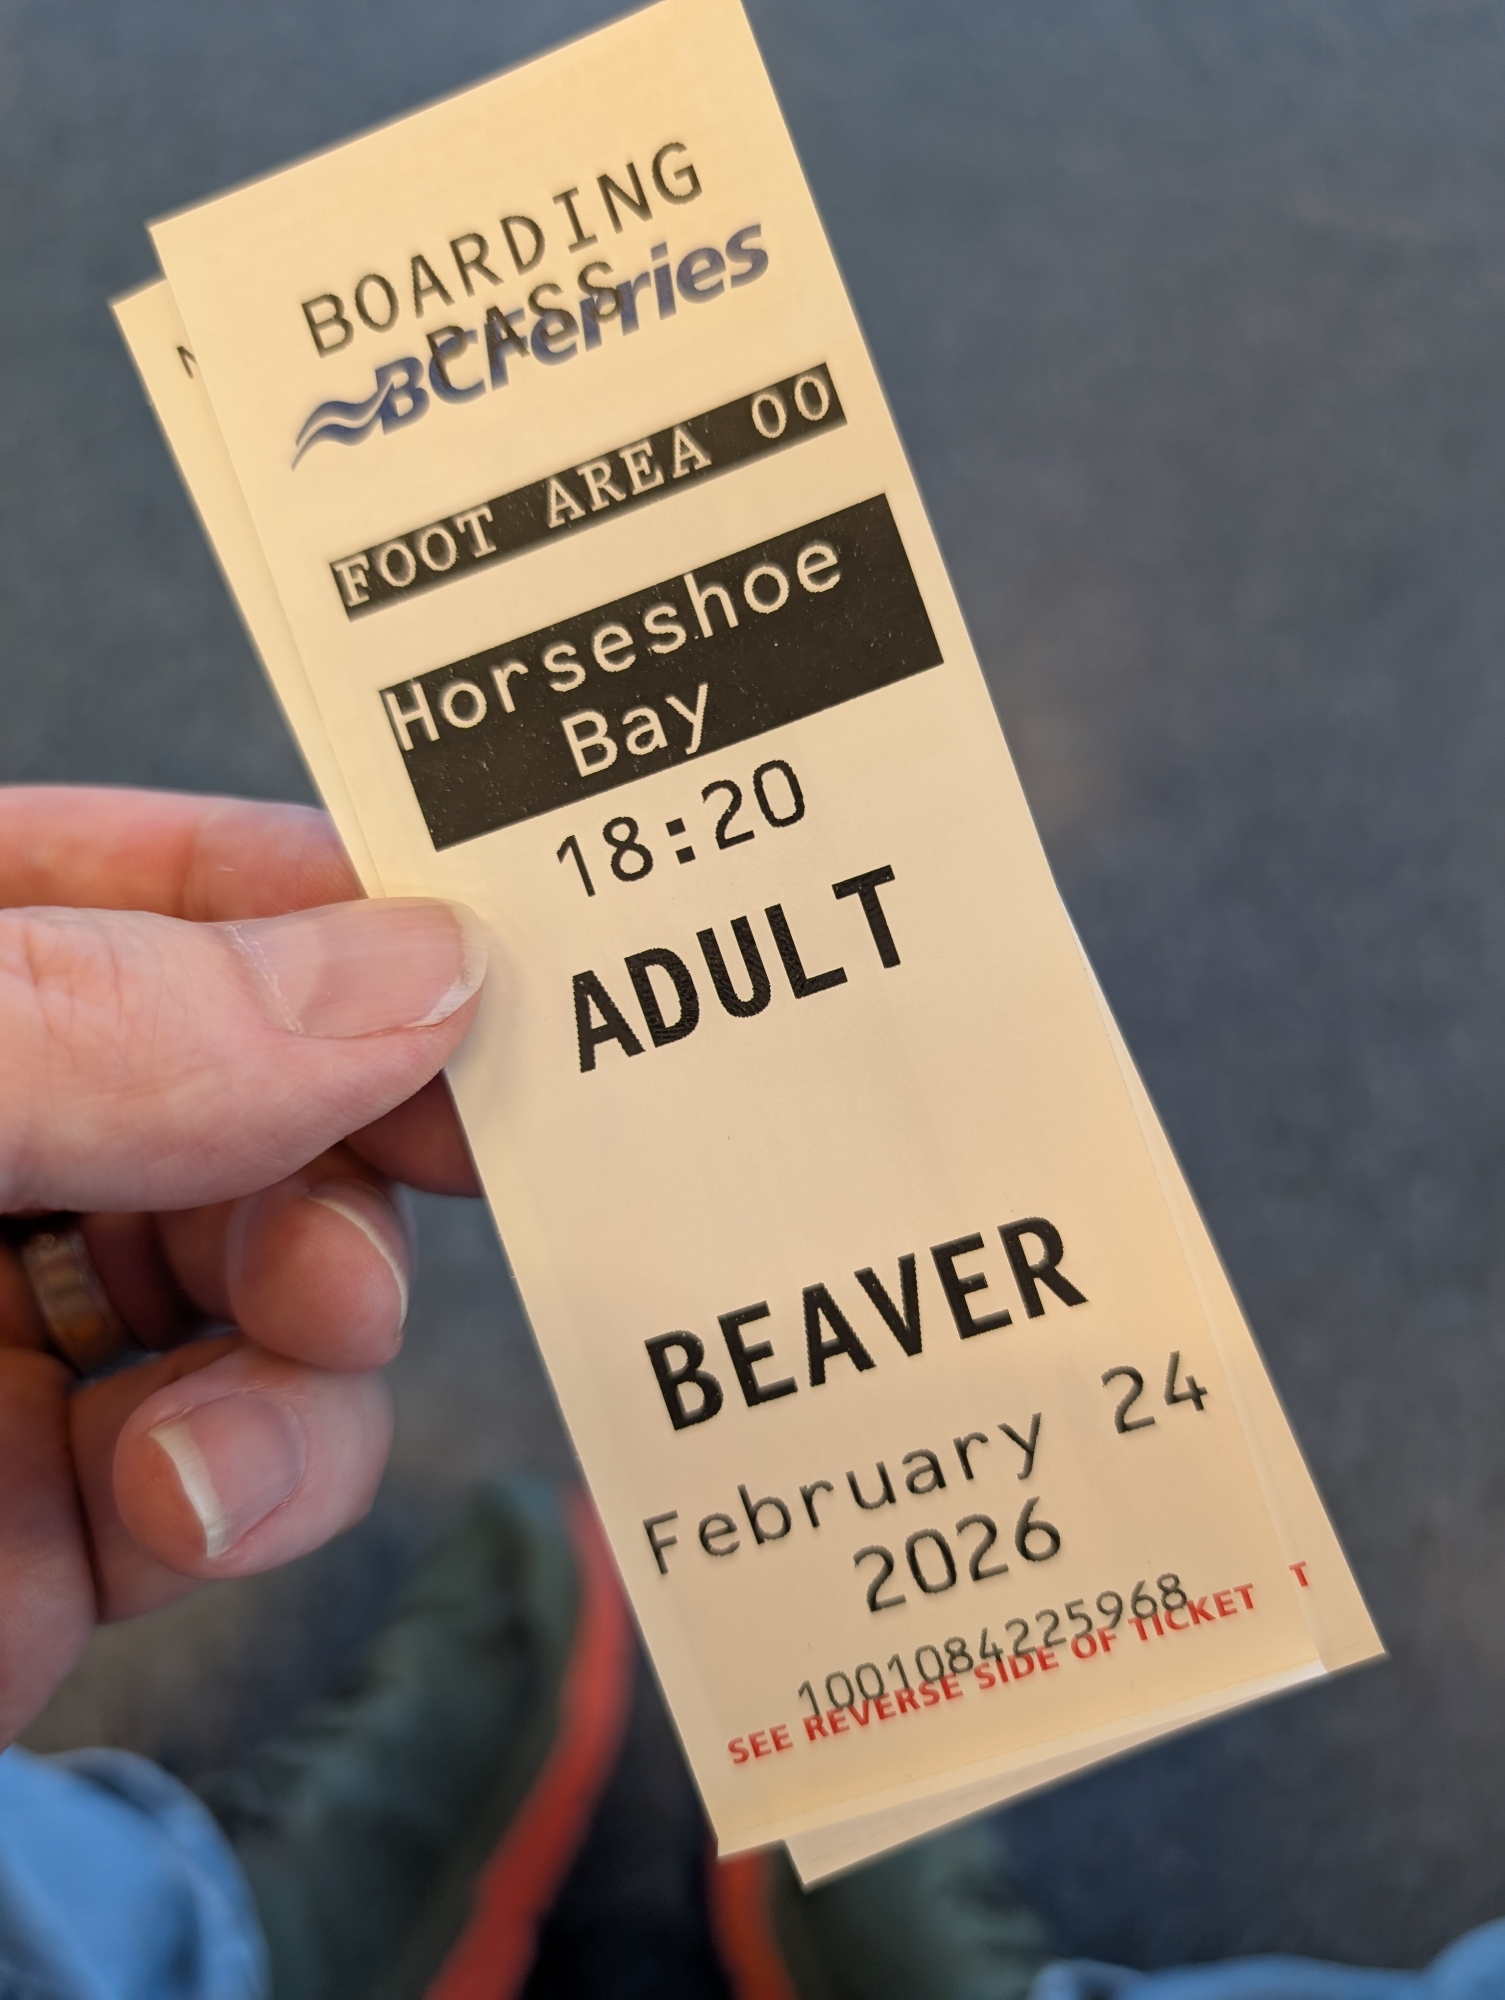 BOARDING
PASS
BCFerries
FOOT AREA 00
Horseshoe
Bay
18:20
ADULT
BEAVER
February 24
2026
1001084225968
SEE REVERSE SIDE OF TICKET T